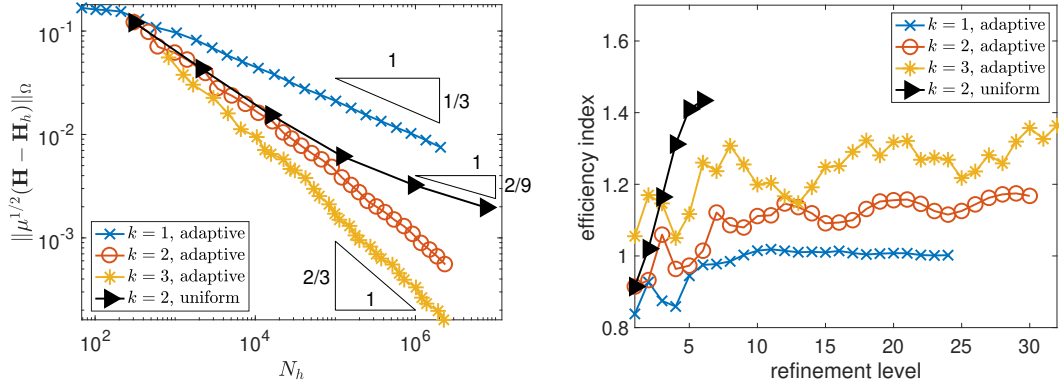 10^{-1}
10^{-2}
10^{-3}
||μ^{1/2}(H − H_h)||_Ω
1
1/3
1
2/9
2/3
1
k = 1, adaptive
k = 2, adaptive
k = 3, adaptive
k = 2, uniform
10^2
10^4
10^6
N_h
1.6
1.4
1.2
1
0.8
efficiency index
k = 1, adaptive
k = 2, adaptive
k = 3, adaptive
k = 2, uniform
5
10
15
20
25
30
refinement level